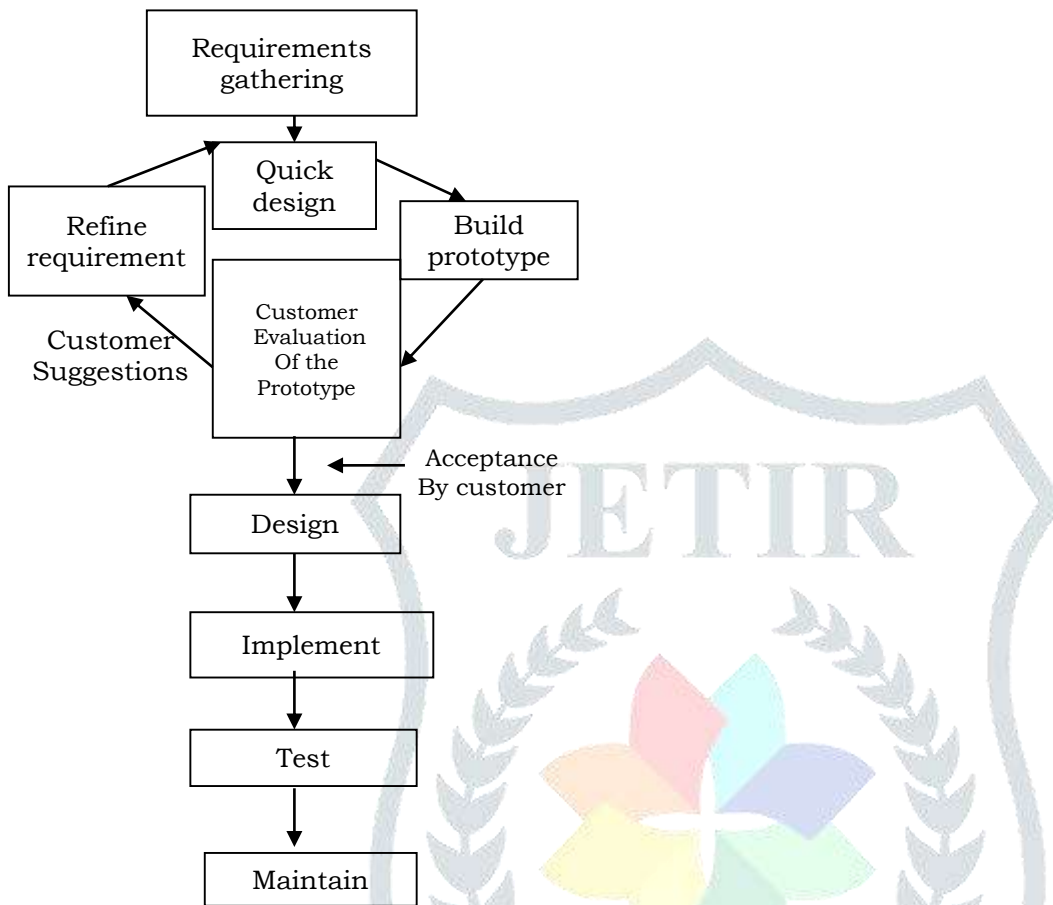 Requirements
gathering
Quick
design
Refine
requirement
Build
prototype
Customer
Evaluation
Of the
Prototype
Customer
Suggestions
Acceptance
By customer
Design
Implement
Test
Maintain
JETIR